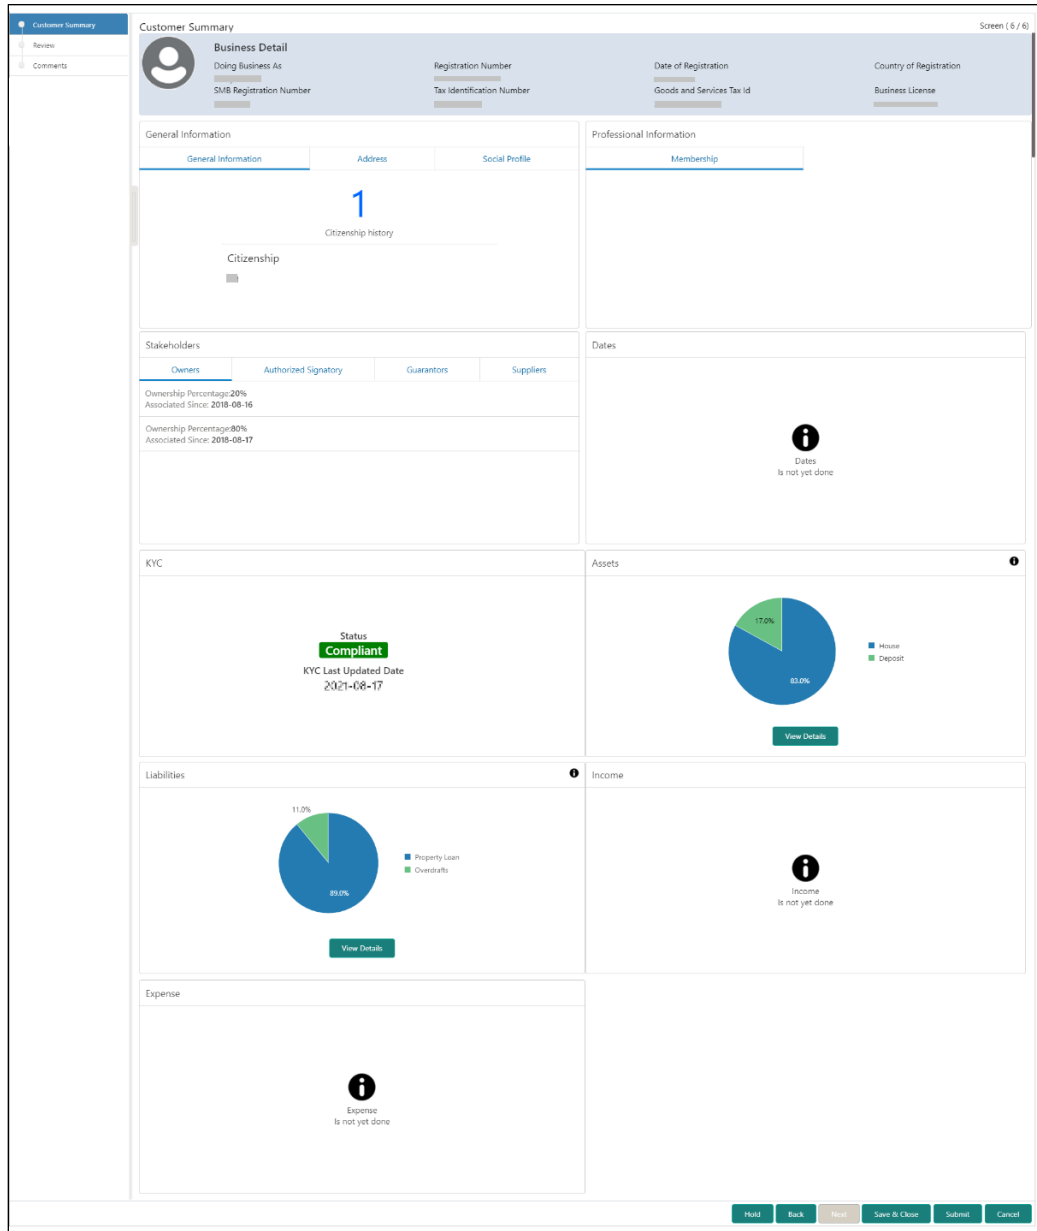 Customer Summary
Review
Comments
Customer Summary
Screen ( 6 / 6)
Business Detail
Doing Business As
Registration Number
Date of Registration
Country of Registration
SMB Registration Number
Tax Identification Number
Goods and Services Tax Id
Business License
General Information
General Information
Address
Social Profile
1
Citizenship history
Citizenship
Professional Information
Membership
Stakeholders
Owners
Authorized Signatory
Guarantors
Suppliers
Ownership Percentage:20%
Associated Since: 2018-08-16
Ownership Percentage:80%
Associated Since: 2018-08-17
Dates
Dates
Is not yet done
KYC
Status
Compliant
KYC Last Updated Date
2021-08-17
Assets
17.0%
83.0%
House
Deposit
View Details
Liabilities
11.0%
89.0%
Property Loan
Overdrafts
View Details
Income
Income
Is not yet done
Expense
Expense
Is not yet done
Hold
Back
Next
Save & Close
Submit
Cancel